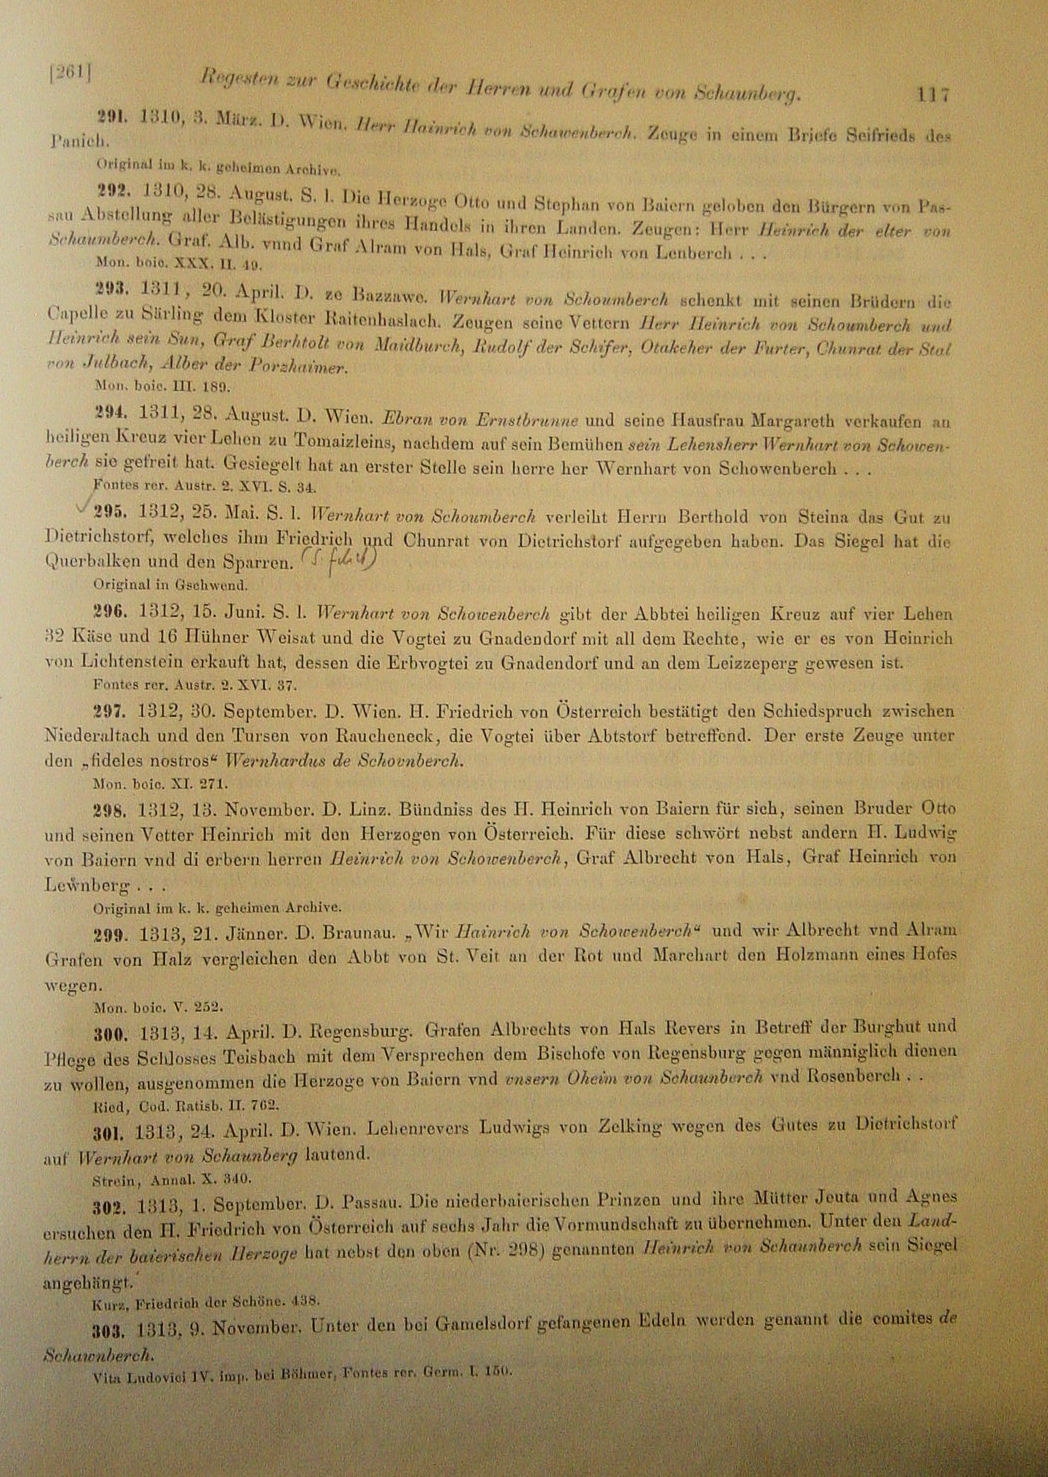 [261] Regesten zur Geschichte der Herren und Grafen von Schaunberg. 117
291. 1310, 3. März. D. Wien. Herr Hainrich von Schawenberch. Zeuge in einem Briefe Seifrieds des
Panich.
Original im k. k. geheimen Archive.
292. 1310, 28. August. S. l. Die Herzoge Otto und Stephan von Baiern geloben den Bürgern von Pas-
sau Abstellung aller Belästigungen ihres Handels in ihren Landen. Zeugen: Herr Heinrich der elter von
Schaumberch. Graf. Alb. vnnd Graf Alram von Hals, Graf Heinrich von Lenberch . . .
Mon. boic. XXX. II. 49.
293. 1311, 20. April. D. ze Bazzawe. Wernhart von Schoumberch schenkt mit seinen Brüdern die
Capelle zu Särling dem Kloster Raitenhaslach. Zeugen seine Vettern Herr Heinrich von Schoumberch und
Heinrich sein Sun, Graf Berhtolt von Maidburch, Rudolf der Schifer, Otakeher der Furter, Chunrat der Stal
von Julbach, Alber der Porzhaimer.
Mon. boic. III. 189.
294. 1311, 28. August. D. Wien. Ebran von Ernstbrunne und seine Hausfrau Margareth verkaufen an
heiligen Kreuz vier Lehen zu Tomaizleins, nachdem auf sein Bemühen sein Lehensherr Wernhart von Schowen-
berch sie gefreit hat. Gesiegelt hat an erster Stelle sein herre her Wernhart von Schowenberch . . .
Fontes rer. Austr. 2. XVI. S. 34.
295. 1312, 25. Mai. S. l. Wernhart von Schoumberch verleiht Herrn Berthold von Steina das Gut zu
Dietrichstorf, welches ihm Friedrich und Chunrat von Dietrichstorf aufgegeben haben. Das Siegel hat die
Querbalken und den Sparren.
Original in Gschwend.
296. 1312, 15. Juni. S. l. Wernhart von Schowenberch gibt der Abbtei heiligen Kreuz auf vier Lehen
32 Käse und 16 Hühner Weisat und die Vogtei zu Gnadendorf mit all dem Rechte, wie er es von Heinrich
von Lichtenstein erkauft hat, dessen die Erbvogtei zu Gnadendorf und an dem Leizzeperg gewesen ist.
Fontes rer. Austr. 2. XVI. 37.
297. 1312, 30. September. D. Wien. H. Friedrich von Österreich bestätigt den Schiedspruch zwischen
Niederaltach und den Tursen von Raucheneck, die Vogtei über Abtstorf betreffend. Der erste Zeuge unter
den „fideles nostros“ Wernhardus de Schovnberch.
Mon. boic. XI. 271.
298. 1312, 13. November. D. Linz. Bündniss des H. Heinrich von Baiern für sich, seinen Bruder Otto
und seinen Vetter Heinrich mit den Herzogen von Österreich. Für diese schwört nebst andern H. Ludwig
von Baiern vnd di erbern herren Heinrich von Schowenberch, Graf Albrecht von Hals, Graf Heinrich von
Lewnberg . . .
Original im k. k. geheimen Archive.
299. 1313, 21. Jänner. D. Braunau. „Wir Hainrich von Schowenberch“ und wir Albrecht vnd Alram
Grafen von Halz vergleichen den Abbt von St. Veit an der Rot und Marchart den Holzmann eines Hofes
wegen.
Mon. boic. V. 252.
300. 1313, 14. April. D. Regensburg. Grafen Albrechts von Hals Revers in Betreff der Burghut und
Pflege des Schlosses Teisbach mit dem Versprechen dem Bischofe von Regensburg gegen männiglich dienen
zu wollen, ausgenommen die Herzoge von Baiern vnd vnsern Oheim von Schaunberch vnd Rosenberch . .
Ried, Cod. Ratisb. II. 762.
301. 1313, 24. April. D. Wien. Lehenrevers Ludwigs von Zelking wegen des Gutes zu Dietrichstorf
auf Wernhart von Schaunberg lautend.
Strein, Annal. X. 340.
302. 1313, 1. September. D. Passau. Die niederbaierischen Prinzen und ihre Mütter Jeuta und Agnes
ersuchen den H. Friedrich von Österreich auf sechs Jahr die Vormundschaft zu übernehmen. Unter den Land-
herrn der baierischen Herzoge hat nebst den oben (Nr. 298) genannten Heinrich von Schaunberch sein Siegel
angehängt.
Kurz, Friedrich der Schöne. 438.
303. 1313, 9. November. Unter den bei Gamelsdorf gefangenen Edeln werden genannt die comites de
Schawnberch.
Vita Ludovici IV. imp. bei Böhmer, Fontes rer. Germ. I. 150.